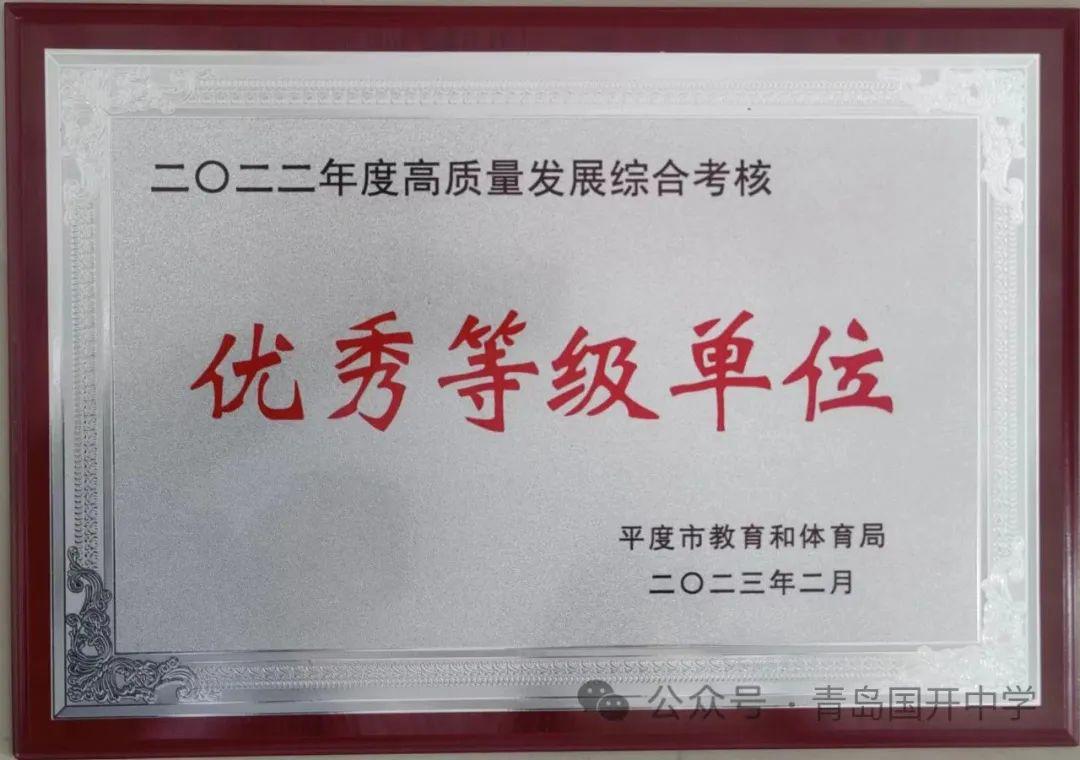 二〇二二年度高质量发展综合考核
优秀等级单位
平度市教育和体育局
二〇二三年二月
公众号·青岛国开中学